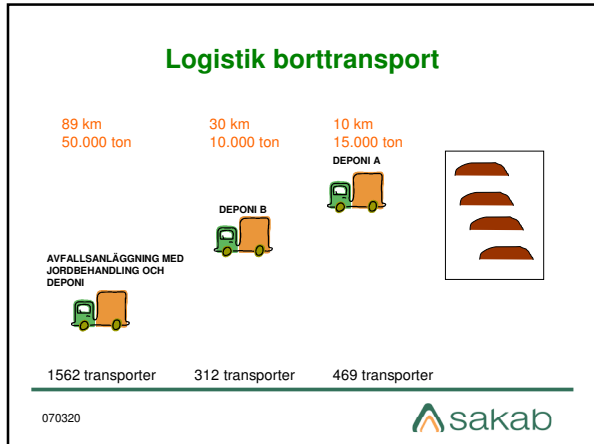 Logistik borttransport
89 km
50.000 ton
30 km
10.000 ton
10 km
15.000 ton
DEPONI A
DEPONI B
AVFALLSANLÄGGNING MED
JORDBEHANDLING OCH
DEPONI
1562 transporter
312 transporter
469 transporter
070320
sakab